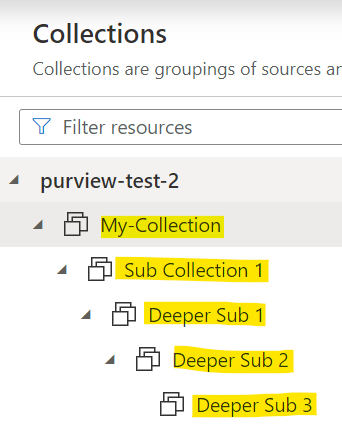 Collections
Collections are groupings of sources an
Filter resources
purview-test-2
My-Collection
Sub Collection 1
Deeper Sub 1
Deeper Sub 2
Deeper Sub 3